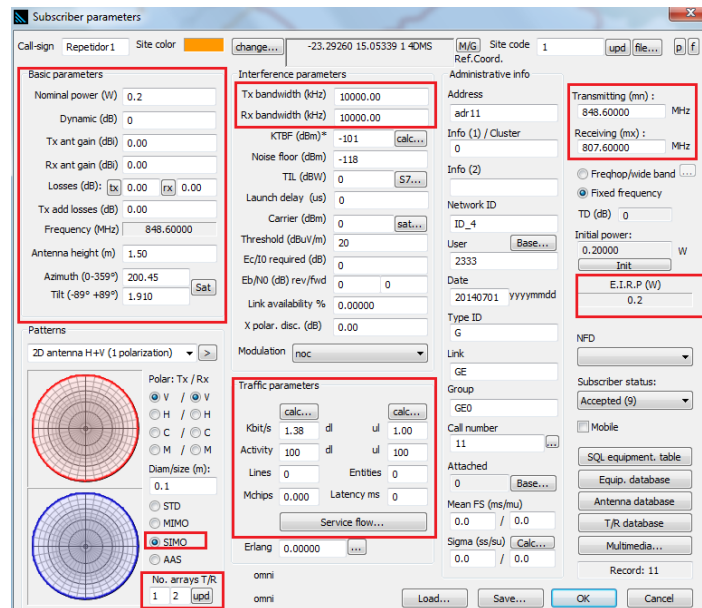 Subscriber parameters
Call-sign Repetidor1 Site color change... -23.29260 15.05339 1 4DMS M/G Site code 1 upd file... p f
Ref.Coord.
Basic parameters
Nominal power (W) 0.2
Dynamic (dB) 0
Tx ant gain (dBi) 0.00
Rx ant gain (dBi) 0.00
Losses (dB): tx 0.00 rx 0.00
Tx add losses (dB) 0.00
Frequency (MHz) 848.60000
Antenna height (m) 1.50
Azimuth (0-359°) 200.45
Tilt (-89° +89°) 1.910
Sat
Patterns
2D antenna H+V (1 polarization) >
Polar: Tx / Rx
V / V
H / H
C / C
M / M
Diam/size (m):
0.1
STD
MIMO
SIMO
AAS
No. arrays T/R
1 2 upd
Interference parameters
Tx bandwidth (kHz) 10000.00
Rx bandwidth (kHz) 10000.00
KTBF (dBm)* -101 calc...
Noise floor (dBm) -118
TIL (dBW) 0 S7...
Launch delay (us) 0
Carrier (dBm) 0 sat...
Threshold (dBuV/m) 20
Ec/I0 required (dB) 0
Eb/N0 (dB) rev/fwd 0 0
Link availability % 0.00000
X polar. disc. (dB) 0.00
Modulation noc
Traffic parameters
calc... calc...
Kbit/s 1.38 dl ul 1.00
Activity 100 dl ul 100
Lines 0 Entities 0
Mchips 0.000 Latency ms 0
Service flow...
Erlang 0.00000 ...
omni
omni
Administrative info
Address
adr11
Info (1) / Cluster
0
Info (2)
Network ID
ID_4
User Base...
2333
Date
20140701 yyyymmdd
Type ID
G
Link
GE
Group
GE0
Call number
11 ...
Attached
0 Base...
Mean FS (ms/mu)
0.0 / 0.0
Sigma (ss/su) Calc...
0.0 / 0.0
Transmitting (mn) :
848.60000 MHz
Receiving (mx) :
807.60000 MHz
Freqhop/wide band ...
Fixed frequency
TD (dB) 0
Initial power:
0.20000 W
Init
E.I.R.P (W)
0.2
NFD
Subscriber status:
Accepted (9)
Mobile
SQL equipment. table
Equip. database
Antenna database
T/R database
Multimedia...
Record: 11
Load... Save... OK Cancel